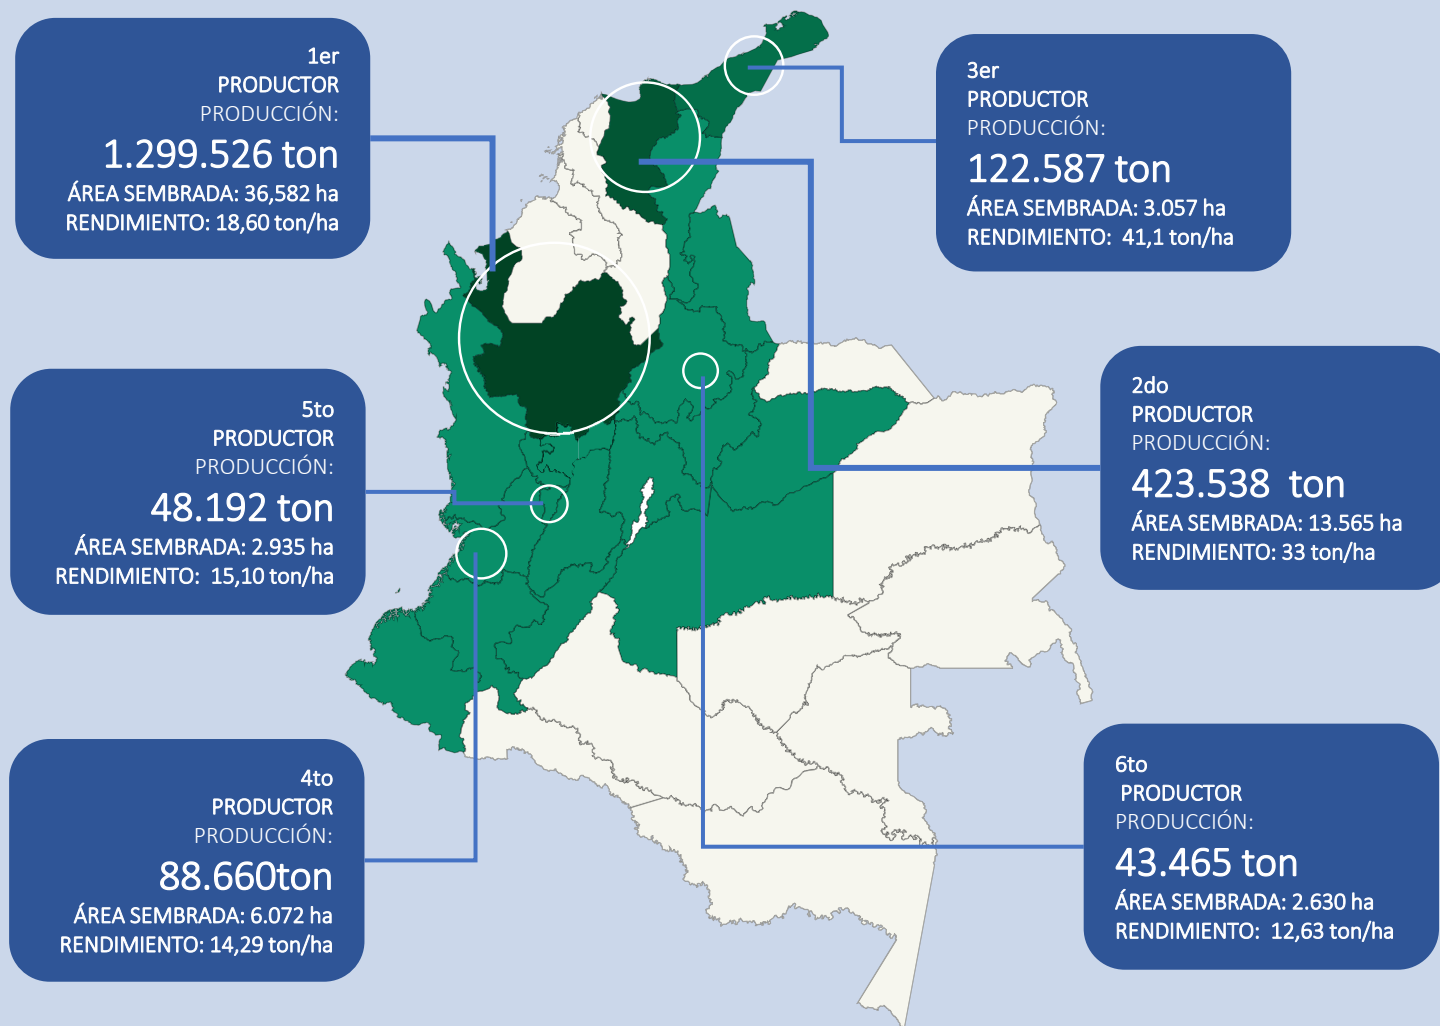 1er
PRODUCTOR
PRODUCCIÓN:
1.299.526 ton
ÁREA SEMBRADA: 36,582 ha
RENDIMIENTO: 18,60 ton/ha
3er
PRODUCTOR
PRODUCCIÓN:
122.587 ton
ÁREA SEMBRADA: 3.057 ha
RENDIMIENTO: 41,1 ton/ha
5to
PRODUCTOR
PRODUCCIÓN:
48.192 ton
ÁREA SEMBRADA: 2.935 ha
RENDIMIENTO: 15,10 ton/ha
2do
PRODUCTOR
PRODUCCIÓN:
423.538 ton
ÁREA SEMBRADA: 13.565 ha
RENDIMIENTO: 33 ton/ha
4to
PRODUCTOR
PRODUCCIÓN:
88.660ton
ÁREA SEMBRADA: 6.072 ha
RENDIMIENTO: 14,29 ton/ha
6to
PRODUCTOR
PRODUCCIÓN:
43.465 ton
ÁREA SEMBRADA: 2.630 ha
RENDIMIENTO: 12,63 ton/ha